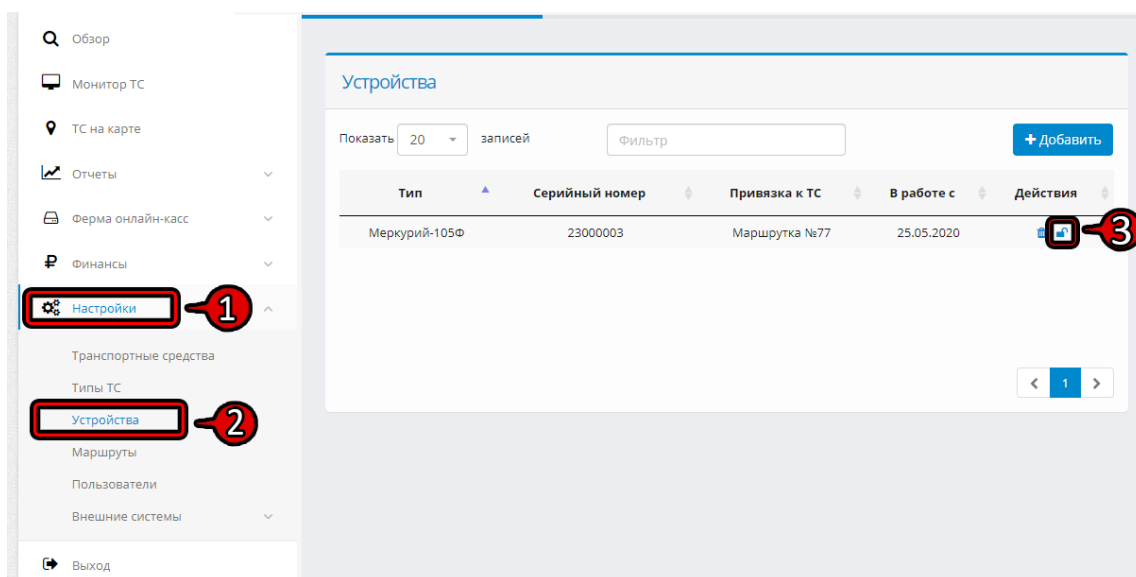 Обзор
Монитор ТС
ТС на карте
Отчеты
Ферма онлайн-касс
Финансы
Настройки
1
Транспортные средства
Типы ТС
Устройства
2
Маршруты
Пользователи
Внешние системы
Выход
Устройства
Показать 20 записей Фильтр + Добавить
Тип Серийный номер Привязка к ТС В работе с Действия
Меркурий-105Ф 23000003 Маршрутка №77 25.05.2020
3
< 1 >